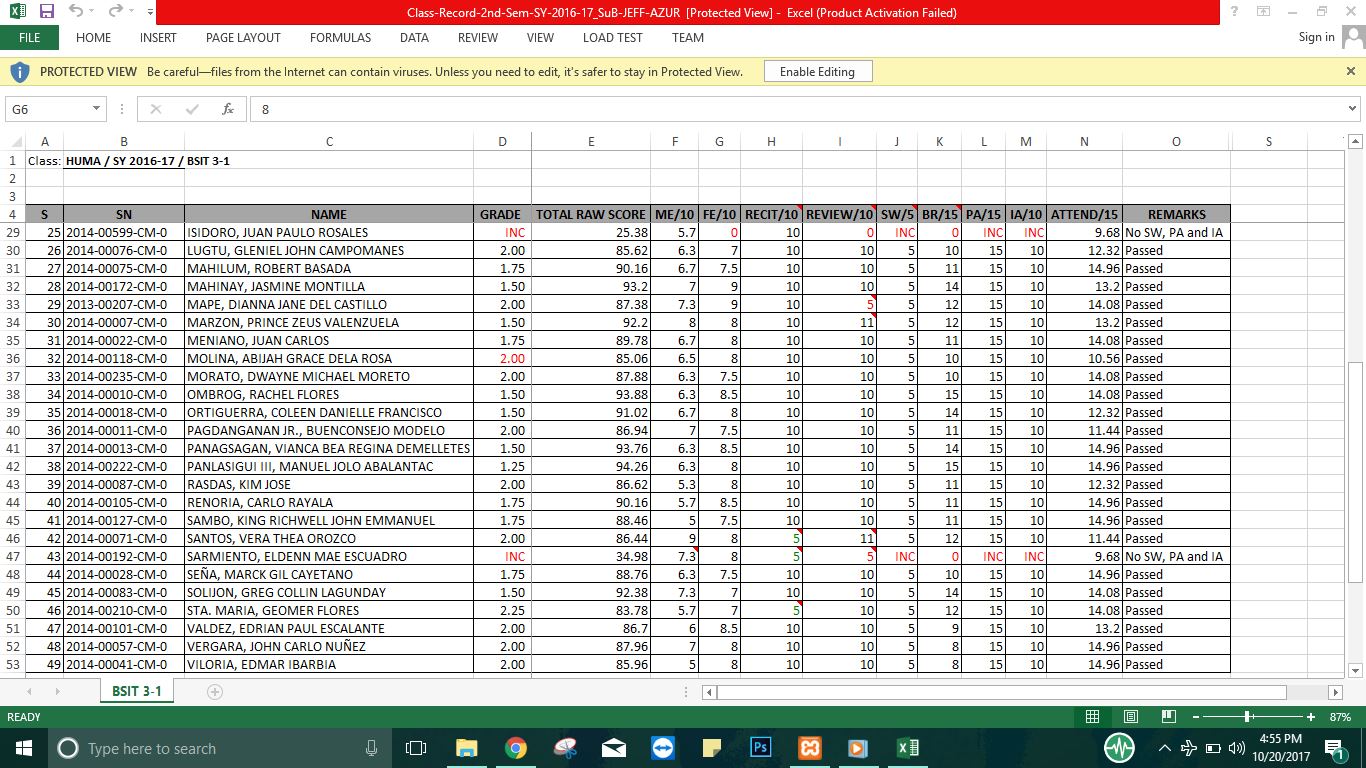 Class-Record-2nd-Sem-SY-2016-17_SuB-JEFF-AZUR [Protected View] - Excel (Product Activation Failed)
FILE HOME INSERT PAGE LAYOUT FORMULAS DATA REVIEW VIEW LOAD TEST TEAM Sign in
PROTECTED VIEW Be careful—files from the Internet can contain viruses. Unless you need to edit, it's safer to stay in Protected View. Enable Editing
G6 fx 8
A B C D E F G H I J K L M N O S
1 Class: HUMA / SY 2016-17 / BSIT 3-1
2
3
4 S SN NAME GRADE TOTAL RAW SCORE ME/10 FE/10 RECIT/10 REVIEW/10 SW/5 BR/15 PA/15 IA/10 ATTEND/15 REMARKS
29 25 2014-00599-CM-0 ISIDORO, JUAN PAULO ROSALES INC 25.38 5.7 0 10 0 INC 0 INC INC 9.68 No SW, PA and IA
30 26 2014-00076-CM-0 LUGTU, GLENIEL JOHN CAMPOMANES 2.00 85.62 6.3 7 10 10 5 10 15 10 12.32 Passed
31 27 2014-00075-CM-0 MAHILUM, ROBERT BASADA 1.75 90.16 6.7 7.5 10 10 5 11 15 10 14.96 Passed
32 28 2014-00172-CM-0 MAHINAY, JASMINE MONTILLA 1.50 93.2 7 9 10 10 5 14 15 10 13.2 Passed
33 29 2013-00207-CM-0 MAPE, DIANNA JANE DEL CASTILLO 2.00 87.38 7.3 9 10 5 5 12 15 10 14.08 Passed
34 30 2014-00007-CM-0 MARZON, PRINCE ZEUS VALENZUELA 1.50 92.2 8 8 10 11 5 12 15 10 13.2 Passed
35 31 2014-00022-CM-0 MENIANO, JUAN CARLOS 1.75 89.78 6.7 8 10 10 5 11 15 10 14.08 Passed
36 32 2014-00118-CM-0 MOLINA, ABIJAH GRACE DELA ROSA 2.00 85.06 6.5 8 10 10 5 10 15 10 10.56 Passed
37 33 2014-00235-CM-0 MORATO, DWAYNE MICHAEL MORETO 2.00 87.88 6.3 7.5 10 10 5 10 15 10 14.08 Passed
38 34 2014-00010-CM-0 OMBROG, RACHEL FLORES 1.50 93.88 6.3 8.5 10 10 5 15 15 10 14.08 Passed
39 35 2014-00018-CM-0 ORTIGUERRA, COLEEN DANIELLE FRANCISCO 1.50 91.02 6.7 8 10 10 5 14 15 10 12.32 Passed
40 36 2014-00011-CM-0 PAGDANGANAN JR., BUENCONSEJO MODELO 2.00 86.94 7 7.5 10 10 5 11 15 10 11.44 Passed
41 37 2014-00013-CM-0 PANAGSAGAN, VIANCA BEA REGINA DEMELLETES 1.50 93.76 6.3 8.5 10 10 5 14 15 10 14.96 Passed
42 38 2014-00222-CM-0 PANLASIGUI III, MANUEL JOLO ABALANTAC 1.25 94.26 6.3 8 10 10 5 15 15 10 14.96 Passed
43 39 2014-00087-CM-0 RASDAS, KIM JOSE 2.00 86.62 5.3 8 10 10 5 11 15 10 12.32 Passed
44 40 2014-00105-CM-0 RENORIA, CARLO RAYALA 1.75 90.16 5.7 8.5 10 10 5 11 15 10 14.96 Passed
45 41 2014-00127-CM-0 SAMBO, KING RICHWELL JOHN EMMANUEL 1.75 88.46 5 7.5 10 10 5 11 15 10 14.96 Passed
46 42 2014-00071-CM-0 SANTOS, VERA THEA OROZCO 2.00 86.44 9 8 5 11 5 12 15 10 11.44 Passed
47 43 2014-00192-CM-0 SARMIENTO, ELDENN MAE ESCUADRO INC 34.98 7.3 8 5 5 INC 0 INC INC 9.68 No SW, PA and IA
48 44 2014-00028-CM-0 SEÑA, MARCK GIL CAYETANO 1.75 88.76 6.3 7.5 10 10 5 10 15 10 14.96 Passed
49 45 2014-00083-CM-0 SOLIJON, GREG COLLIN LAGUNDAY 1.50 92.38 7.3 7 10 10 5 14 15 10 14.08 Passed
50 46 2014-00210-CM-0 STA. MARIA, GEOMER FLORES 2.25 83.78 5.7 7 5 10 5 12 15 10 14.08 Passed
51 47 2014-00101-CM-0 VALDEZ, EDRIAN PAUL ESCALANTE 2.00 86.7 6 8.5 10 10 5 9 15 10 13.2 Passed
52 48 2014-00057-CM-0 VERGARA, JOHN CARLO NUÑEZ 2.00 87.96 7 8 10 10 5 8 15 10 14.96 Passed
53 49 2014-00041-CM-0 VILORIA, EDMAR IBARBIA 2.00 85.96 5 8 10 10 5 8 15 10 14.96 Passed
BSIT 3-1
READY 87%
Type here to search Ps 4:55 PM
10/20/2017 1